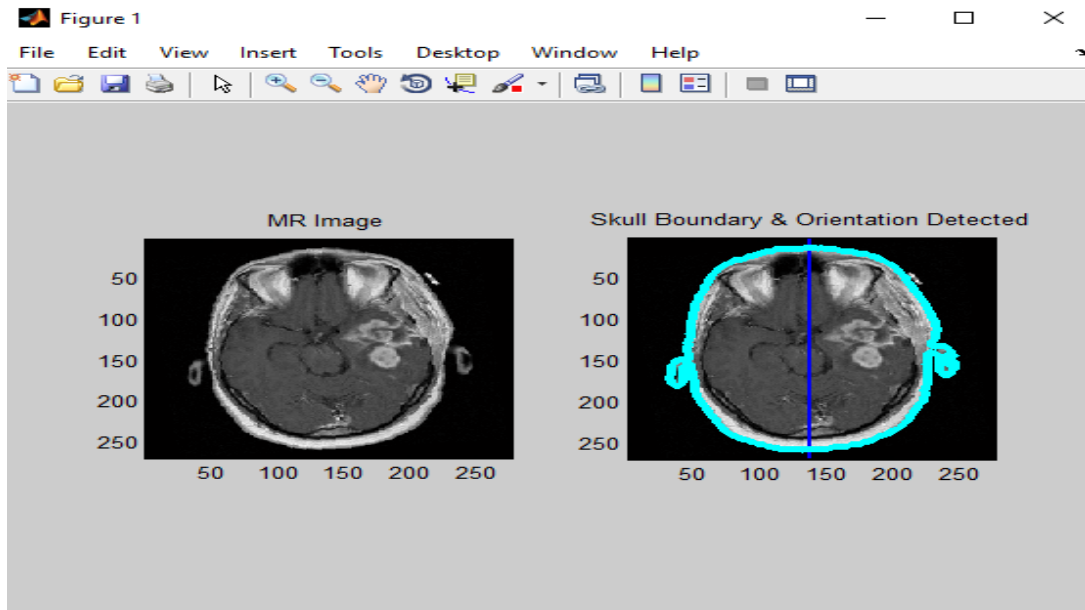 Figure 1
File Edit View Insert Tools Desktop Window Help
MR Image
50
100
150
200
250
50 100 150 200 250
Skull Boundary & Orientation Detected
50
100
150
200
250
50 100 150 200 250